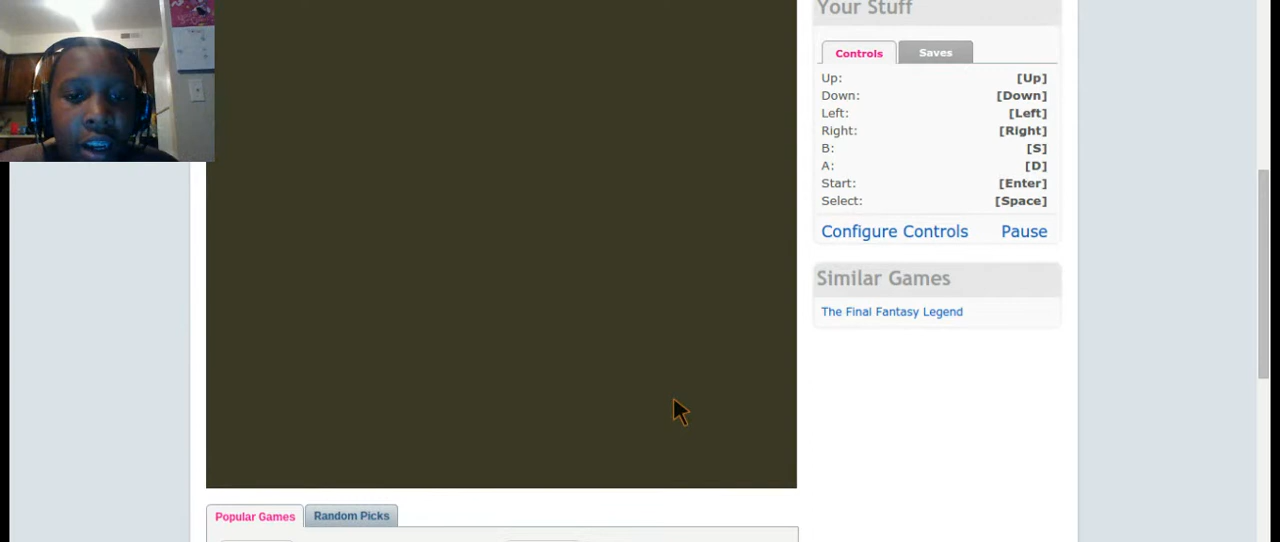 Your Stuff
Controls
Saves
Up: [Up]
Down: [Down]
Left: [Left]
Right: [Right]
B: [S]
A: [D]
Start: [Enter]
Select: [Space]
Configure Controls Pause
Similar Games
The Final Fantasy Legend
Popular Games
Random Picks